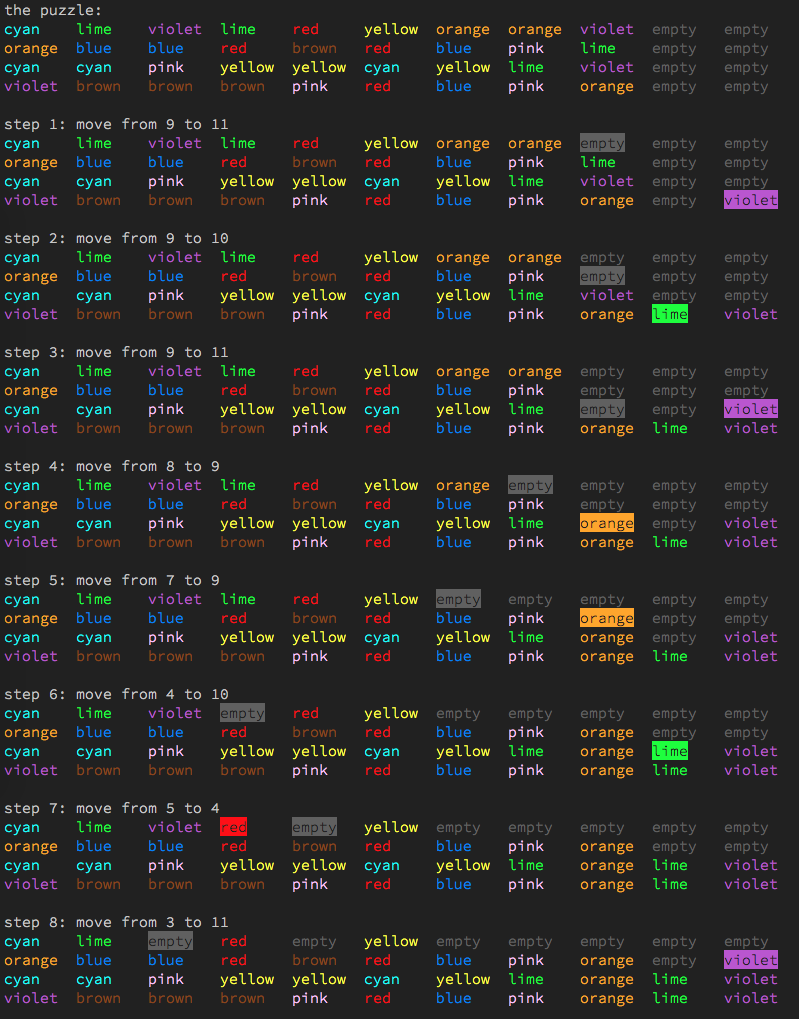 the puzzle:
cyan lime violet lime red yellow orange orange violet empty empty
orange blue blue red brown red blue pink lime empty empty
cyan cyan pink yellow yellow cyan yellow lime violet empty empty
violet brown brown brown pink red blue pink orange empty empty
step 1: move from 9 to 11
cyan lime violet lime red yellow orange orange empty empty empty
orange blue blue red brown red blue pink lime empty empty
cyan cyan pink yellow yellow cyan yellow lime violet empty empty
violet brown brown brown pink red blue pink orange empty violet
step 2: move from 9 to 10
cyan lime violet lime red yellow orange orange empty empty empty
orange blue blue red brown red blue pink empty empty empty
cyan cyan pink yellow yellow cyan yellow lime violet empty empty
violet brown brown brown pink red blue pink orange lime violet
step 3: move from 9 to 11
cyan lime violet lime red yellow orange orange empty empty empty
orange blue blue red brown red blue pink empty empty empty
cyan cyan pink yellow yellow cyan yellow lime empty empty violet
violet brown brown brown pink red blue pink orange lime violet
step 4: move from 8 to 9
cyan lime violet lime red yellow orange empty empty empty empty
orange blue blue red brown red blue pink empty empty empty
cyan cyan pink yellow yellow cyan yellow lime orange empty violet
violet brown brown brown pink red blue pink orange lime violet
step 5: move from 7 to 9
cyan lime violet lime red yellow empty empty empty empty empty
orange blue blue red brown red blue pink orange empty empty
cyan cyan pink yellow yellow cyan yellow lime orange empty violet
violet brown brown brown pink red blue pink orange lime violet
step 6: move from 4 to 10
cyan lime violet empty red yellow empty empty empty empty empty
orange blue blue red brown red blue pink orange empty empty
cyan cyan pink yellow yellow cyan yellow lime orange lime violet
violet brown brown brown pink red blue pink orange lime violet
step 7: move from 5 to 4
cyan lime violet red empty yellow empty empty empty empty empty
orange blue blue red brown red blue pink orange empty empty
cyan cyan pink yellow yellow cyan yellow lime orange lime violet
violet brown brown brown pink red blue pink orange lime violet
step 8: move from 3 to 11
cyan lime empty red empty yellow empty empty empty empty empty
orange blue blue red brown red blue pink orange empty violet
cyan cyan pink yellow yellow cyan yellow lime orange lime violet
violet brown brown brown pink red blue pink orange lime violet